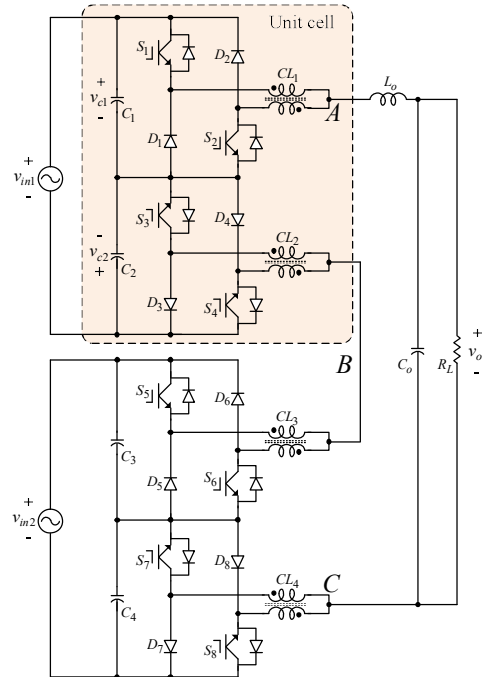 Unit cell
S1
D2
CL1
Lo
+
vc1
-
C1
A
D1
S2
+
vin1
-
S3
D4
-
vc2
+
C2
CL2
D3
S4
B
Co
RL
+
vo
-
S5
D6
C3
CL3
D5
S6
+
vin2
-
S7
D8
C4
CL4
C
D7
S8